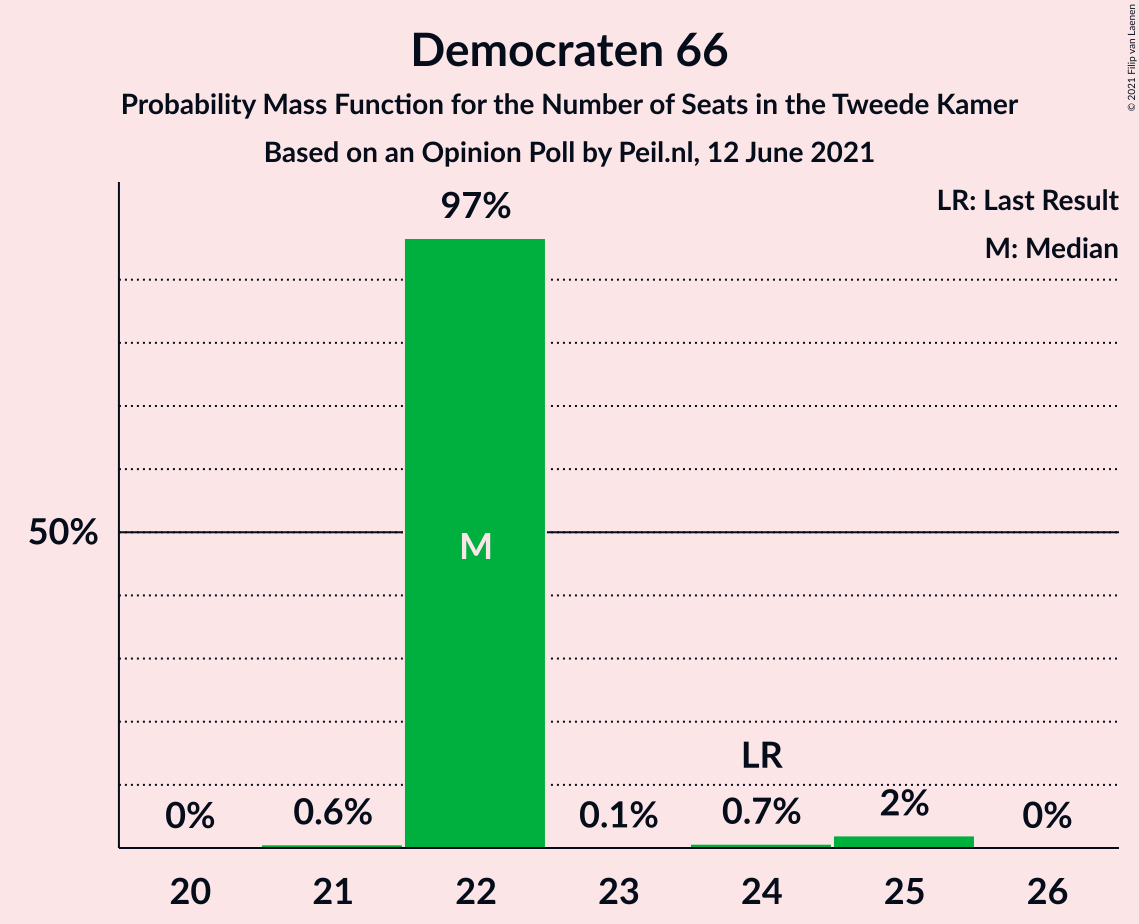 Democraten 66
Probability Mass Function for the Number of Seats in the Tweede Kamer
Based on an Opinion Poll by Peil.nl, 12 June 2021
© 2021 Filip van Laenen
LR: Last Result
M: Median
97%
50%
M
LR
0%
0.6%
0.1%
0.7%
2%
0%
20 21 22 23 24 25 26